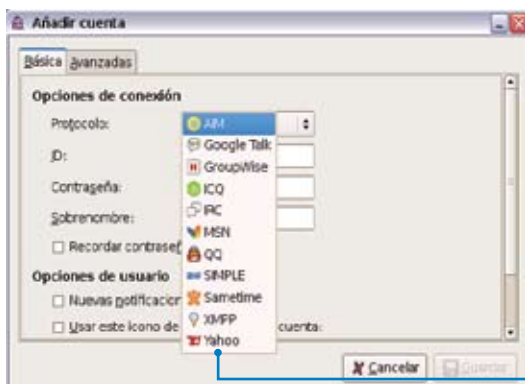 Añadir cuenta
Básica Avanzadas
Opciones de conexión
Protocolo: AIM
Google Talk
ID:
GroupWise
Contraseña:
ICQ
IRC
Sobrenombre:
MSN
Recordar contraseñ
QQ
SIMPLE
Opciones de usuario
Sametime
Nuevas notificacion
XMPP
Usar este icono de cuenta:
Yahoo
Cancelar Guardar